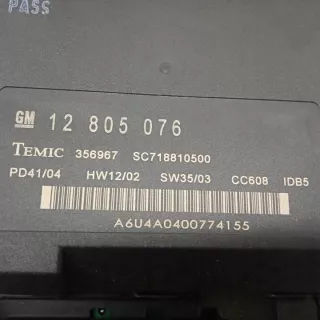 PASS
GM 12 805 076
TEMIC 356967 SC718810500
PD41/04 HW12/02 SW35/03 CC608 IDB5
A6U4A0400774155